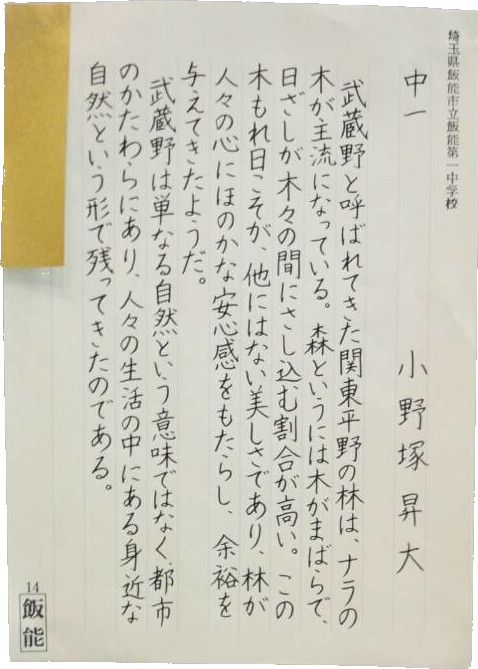 埼玉県飯能市立飯能第一中学校
中一　小野塚昇大
武蔵野と呼ばれてきた関東平野の林は、ナラの
木が主流になっている。森というには木がまばらで、
日ざしが木々の間にさし込む割合が高い。この
木もれ日こそが、他にはない美しさであり、林が
人々の心にほのかな安心感をもたらし、余裕を
与えてきたようだ。
武蔵野は単なる自然という意味ではなく、都市
のかたわらにあり、人々の生活の中にある身近な
自然という形で残ってきたのである。
14
飯能